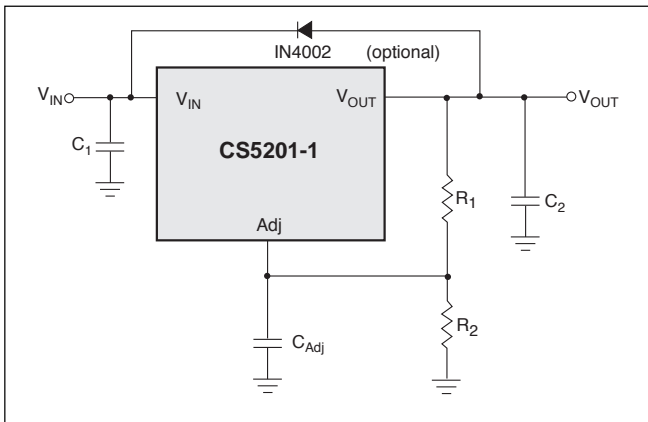 IN4002 (optional)
V_IN V_IN V_OUT V_OUT
C_1
CS5201-1
R_1 C_2
Adj
C_Adj R_2